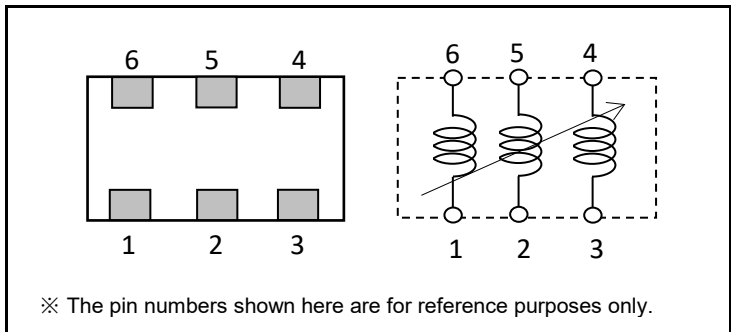 6 5 4 6 5 4
1 2 3 1 2 3
※ The pin numbers shown here are for reference purposes only.